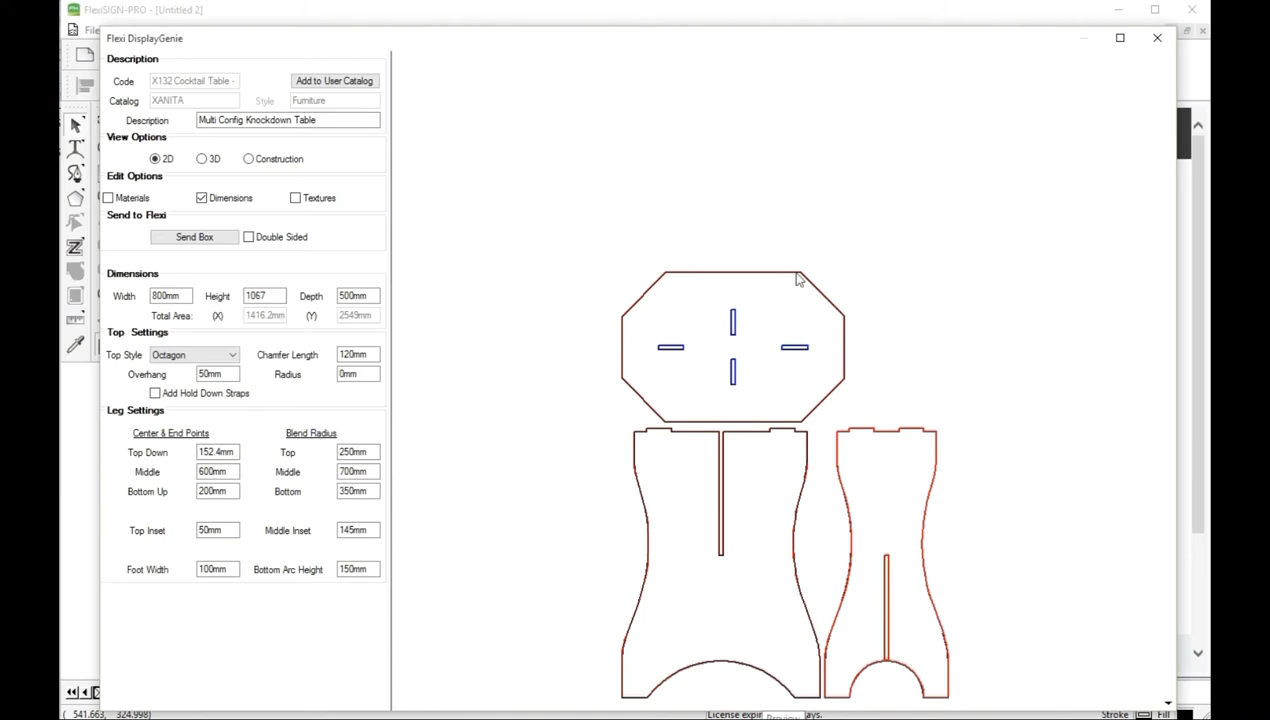 FlexiSIGN-PRO - [Untitled 2]
File
Flexi DisplayGenie
Description
Code X132 Cocktail Table - Add to User Catalog
Catalog XANITA Style Furniture
Description Multi Config Knockdown Table
View Options
2D 3D Construction
Edit Options
Materials Dimensions Textures
Send to Flexi
Send Box Double Sided
Dimensions
Width 800mm Height 1067 Depth 500mm
Total Area: (X) 1416.2mm (Y) 2549mm
Top Settings
Top Style Octagon Chamfer Length 120mm
Overhang 50mm Radius 0mm
Add Hold Down Straps
Leg Settings
Center & End Points Blend Radius
Top Down 152.4mm Top 250mm
Middle 600mm Middle 700mm
Bottom Up 200mm Bottom 350mm
Top Inset 50mm Middle Inset 145mm
Foot Width 100mm Bottom Arc Height 150mm
( 541.663, 324.998) License expir ays. Stroke Fill
Preview